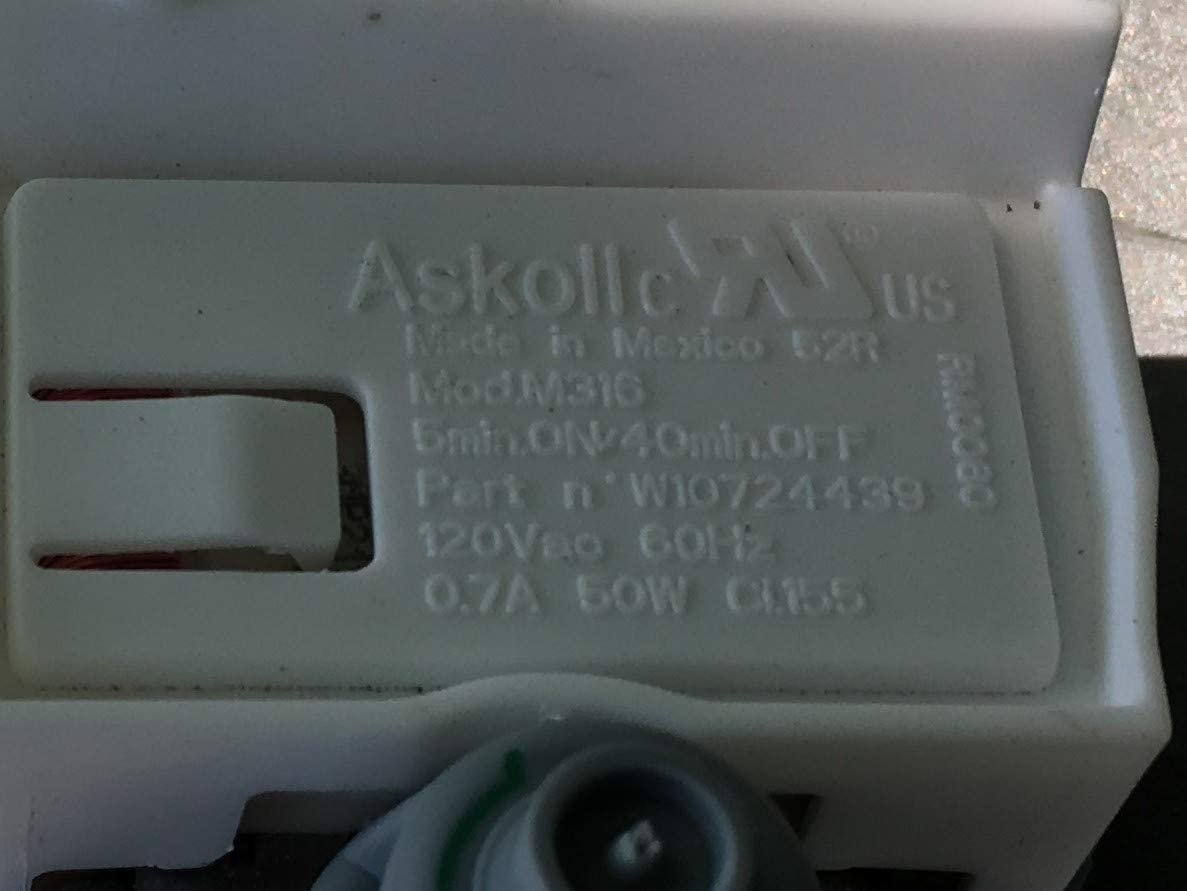 Askoll c UL® US
Made in Mexico 52R
Mod.M316
5min.ON/40min.OFF
Part n° W10724439
120Vac 60Hz
0.7A 50W Cl.155